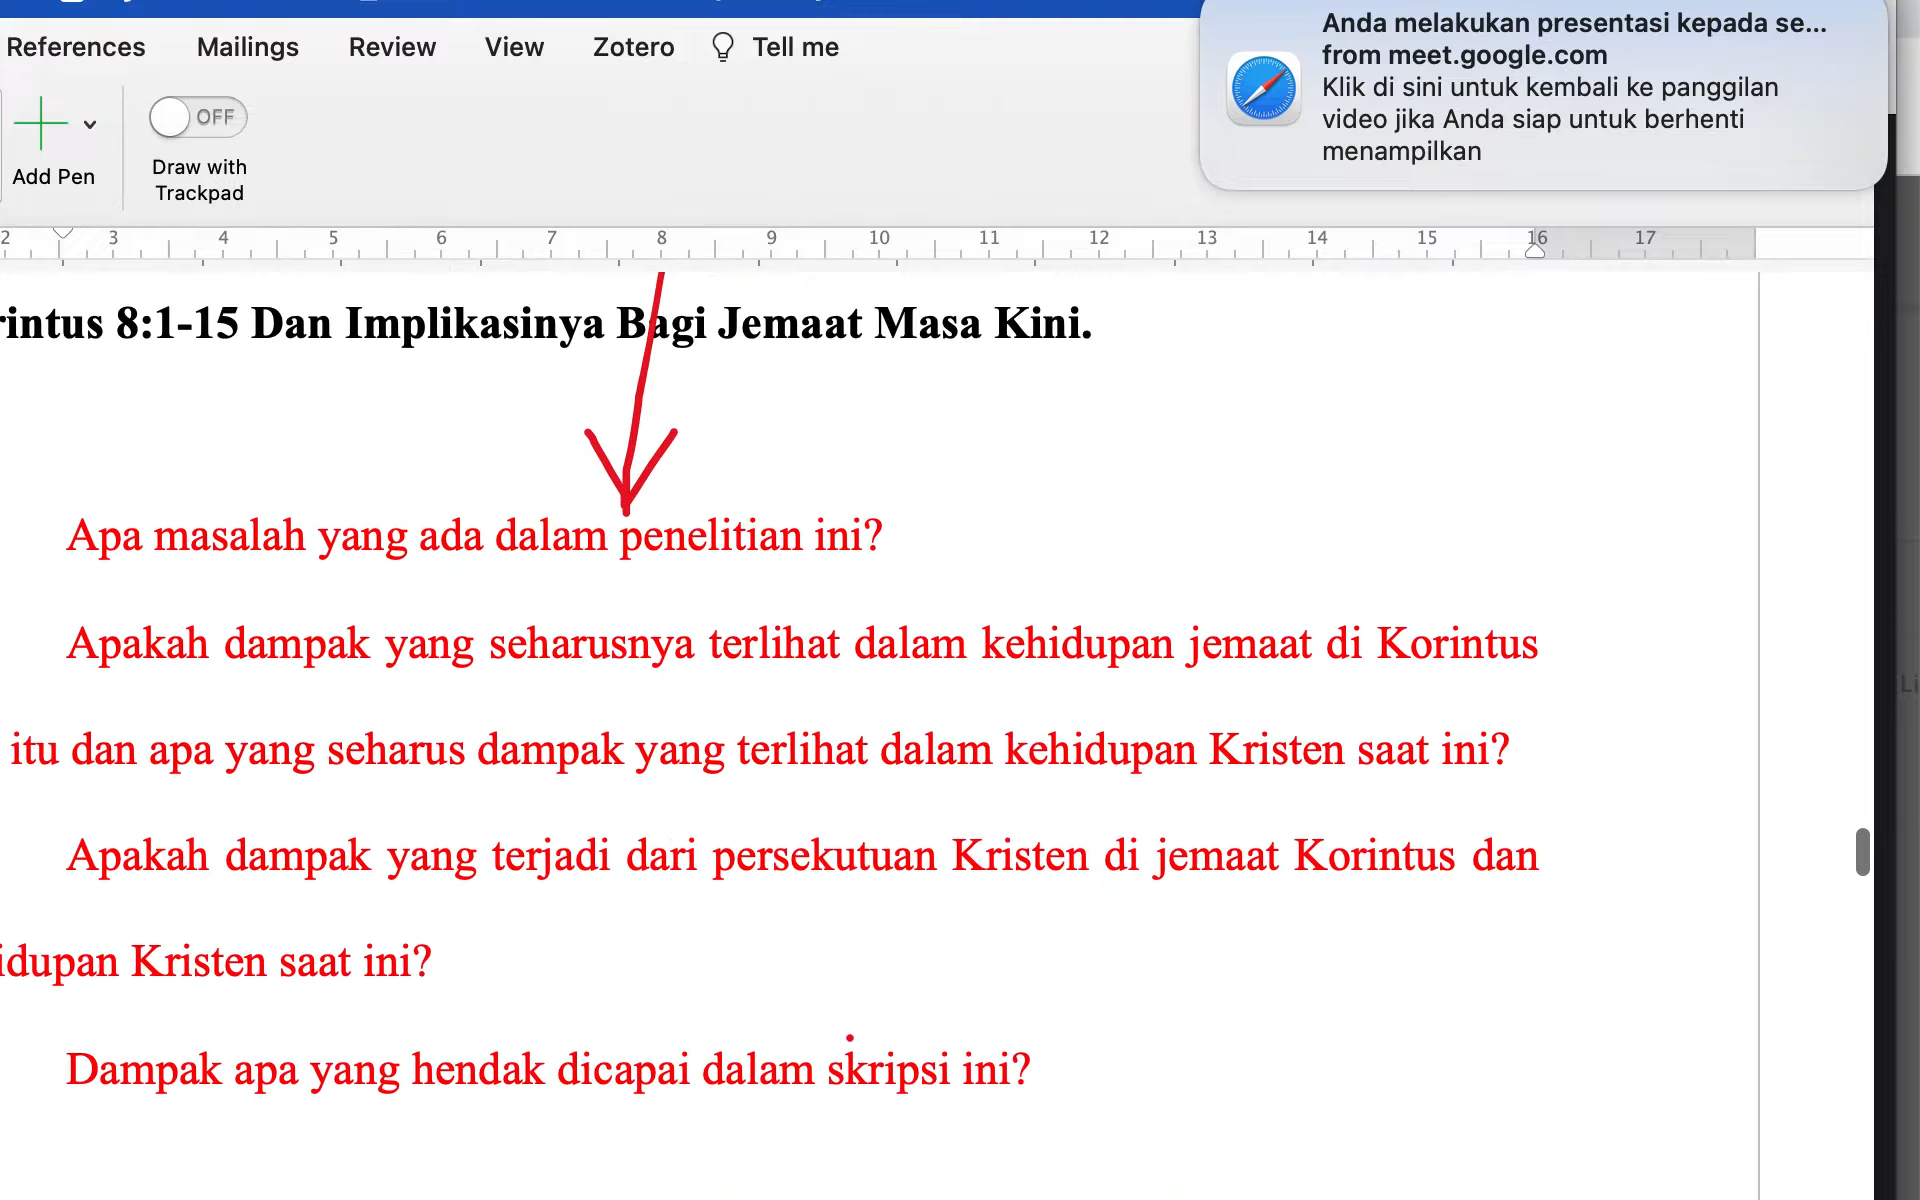 References Mailings Review View Zotero Tell me
Anda melakukan presentasi kepada se...
from meet.google.com
Klik di sini untuk kembali ke panggilan
video jika Anda siap untuk berhenti
menampilkan
OFF
Add Pen
Draw with
Trackpad
2 3 4 5 6 7 8 9 10 11 12 13 14 15 16 17
rintus 8:1-15 Dan Implikasinya Bagi Jemaat Masa Kini.
Apa masalah yang ada dalam penelitian ini?
Apakah dampak yang seharusnya terlihat dalam kehidupan jemaat di Korintus
itu dan apa yang seharus dampak yang terlihat dalam kehidupan Kristen saat ini?
Apakah dampak yang terjadi dari persekutuan Kristen di jemaat Korintus dan
idupan Kristen saat ini?
Dampak apa yang hendak dicapai dalam skripsi ini?
Li